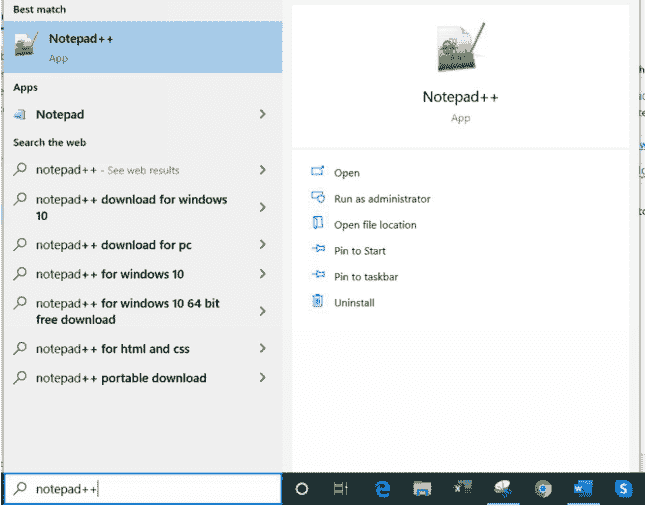 Best match
Notepad++
App
Apps
Notepad
Search the web
notepad++ - See web results
notepad++ download for windows
10
notepad++ download for pc
notepad++ for windows 10
notepad++ for windows 10 64 bit
free download
notepad++ for html and css
notepad++ portable download
notepad++
Notepad++
App
Open
Run as administrator
Open file location
Pin to Start
Pin to taskbar
Uninstall